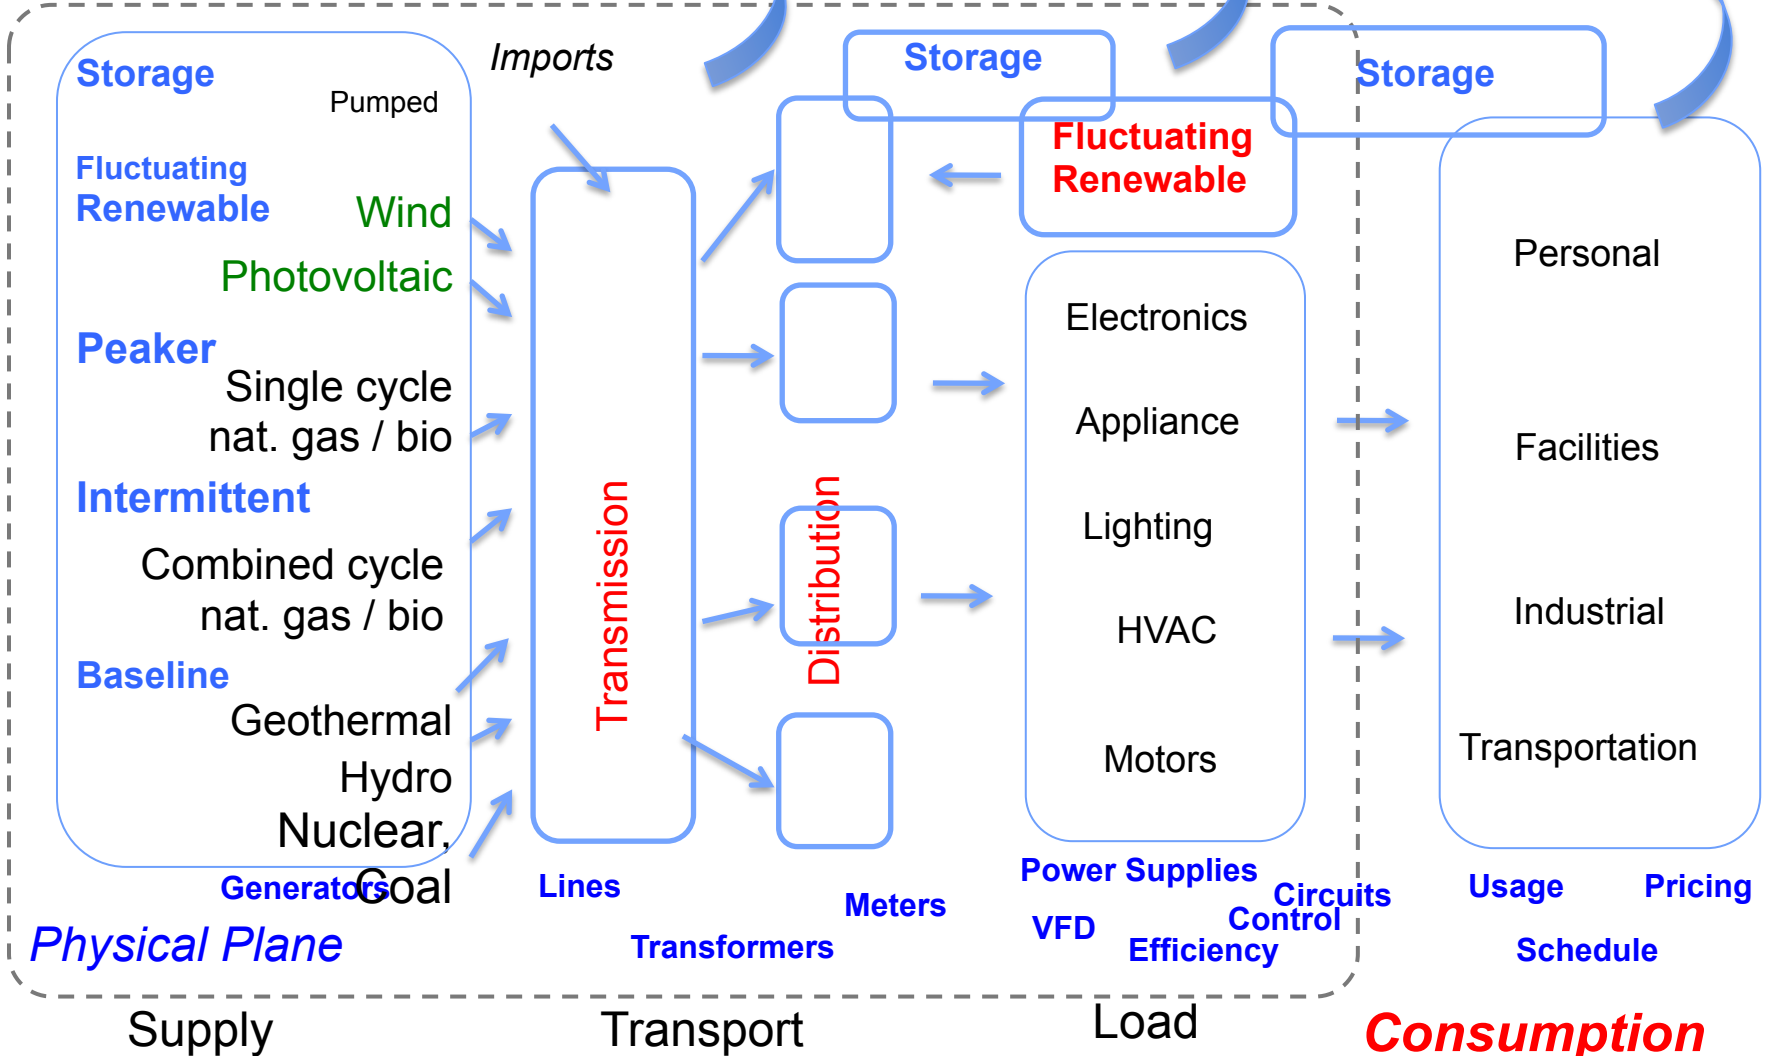 Storage
Pumped
Fluctuating
Renewable
Wind
Photovoltaic
Peaker
Single cycle
nat. gas / bio
Intermittent
Combined cycle
nat. gas / bio
Baseline
Geothermal
Hydro
Nuclear,
Coal
Generators
Physical Plane
Supply
Imports
Transmission
Lines
Transformers
Transport
Distribution
Meters
Storage
Fluctuating
Renewable
Electronics
Appliance
Lighting
HVAC
Motors
Power Supplies
Circuits
VFD
Control
Efficiency
Load
Storage
Personal
Facilities
Industrial
Transportation
Usage
Pricing
Schedule
Consumption